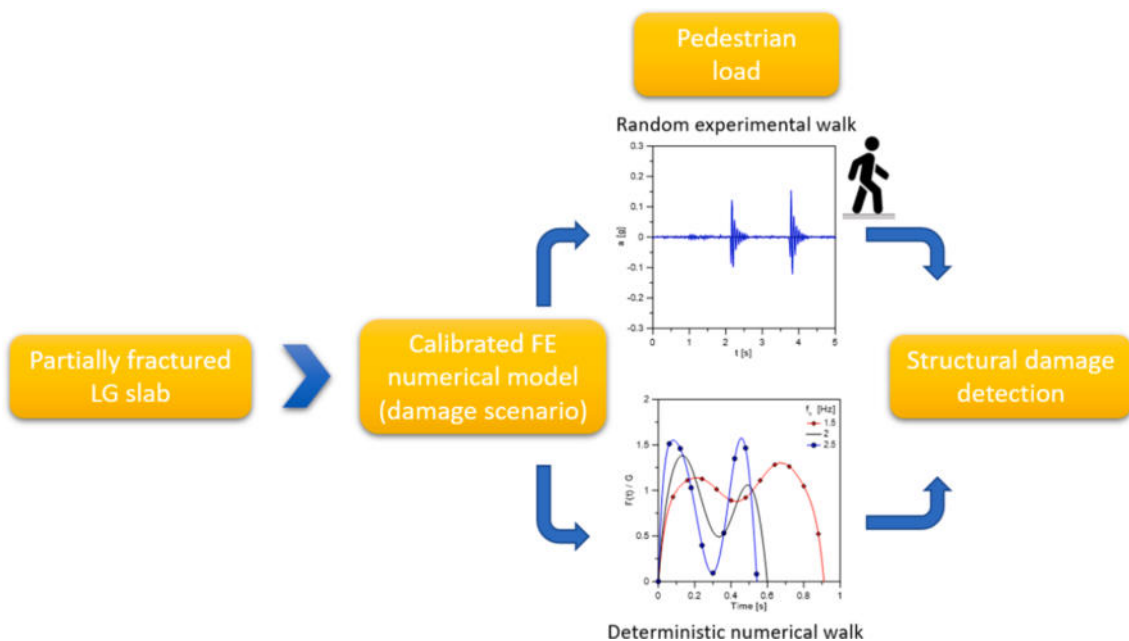 Pedestrian
load
Random experimental walk
0.3
0.2
0.1
0
-0.1
-0.2
-0.3
a [g]
0 1 2 3 4 5
t [s]
Partially fractured
LG slab
Calibrated FE
numerical model
(damage scenario)
Structural damage
detection
2
1.5
1
0.5
0
F(t) / G
fs [Hz]
1.5
2
2.5
0 0.2 0.4 0.6 0.8 1
Time [s]
Deterministic numerical walk